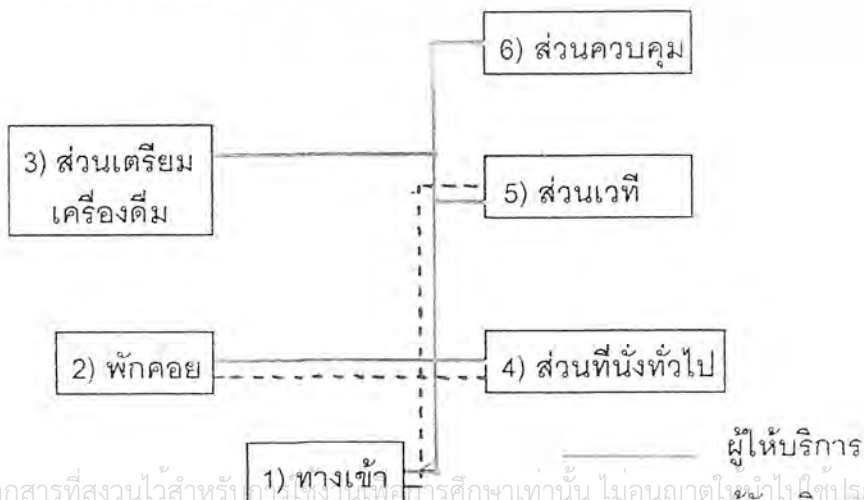 6) ส่วนควบคุม
3) ส่วนเตรียม
เครื่องดื่ม
5) ส่วนเวที
2) พักคอย
4) ส่วนที่นั่งทั่วไป
ผู้ให้บริการ
1) ทางเข้า